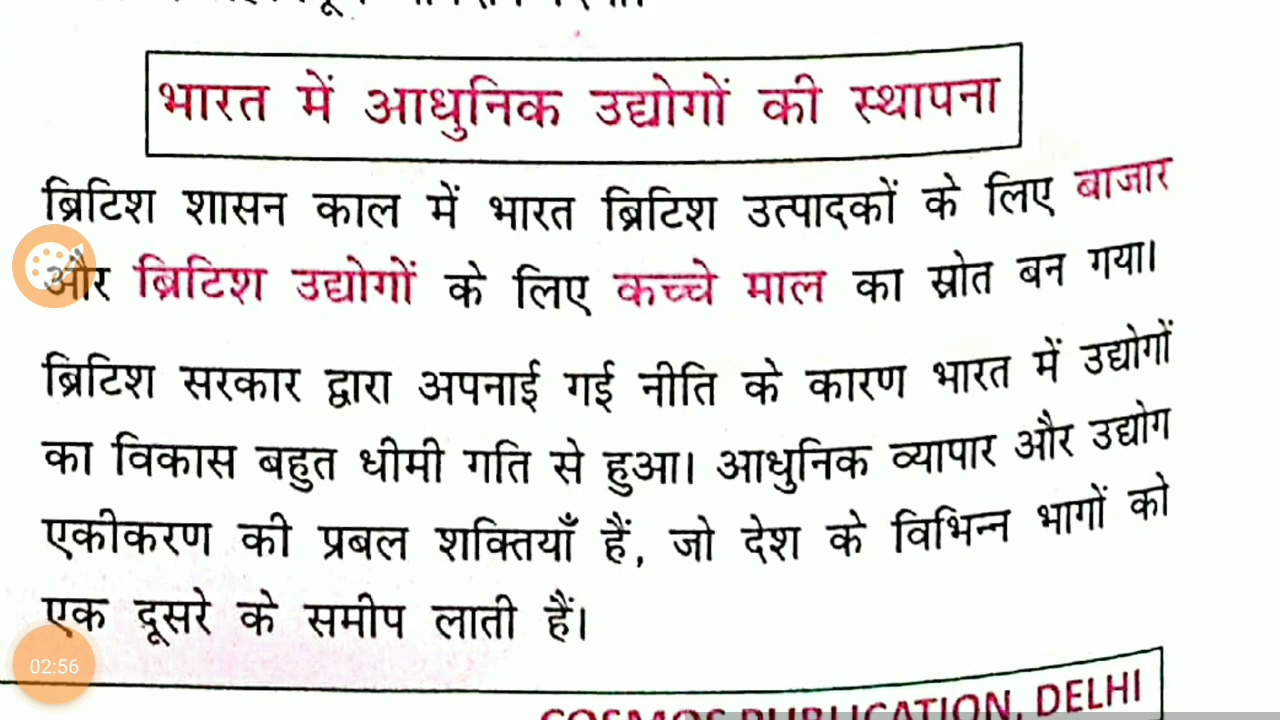 भारत में आधुनिक उद्योगों की स्थापना
ब्रिटिश शासन काल में भारत ब्रिटिश उत्पादकों के लिए बाजार
और ब्रिटिश उद्योगों के लिए कच्चे माल का स्रोत बन गया।
ब्रिटिश सरकार द्वारा अपनाई गई नीति के कारण भारत में उद्योगों
का विकास बहुत धीमी गति से हुआ। आधुनिक व्यापार और उद्योग
एकीकरण की प्रबल शक्तियाँ हैं, जो देश के विभिन्न भागों को
एक दूसरे के समीप लाती हैं।
02:56
COSMOS PUBLICATION, DELHI